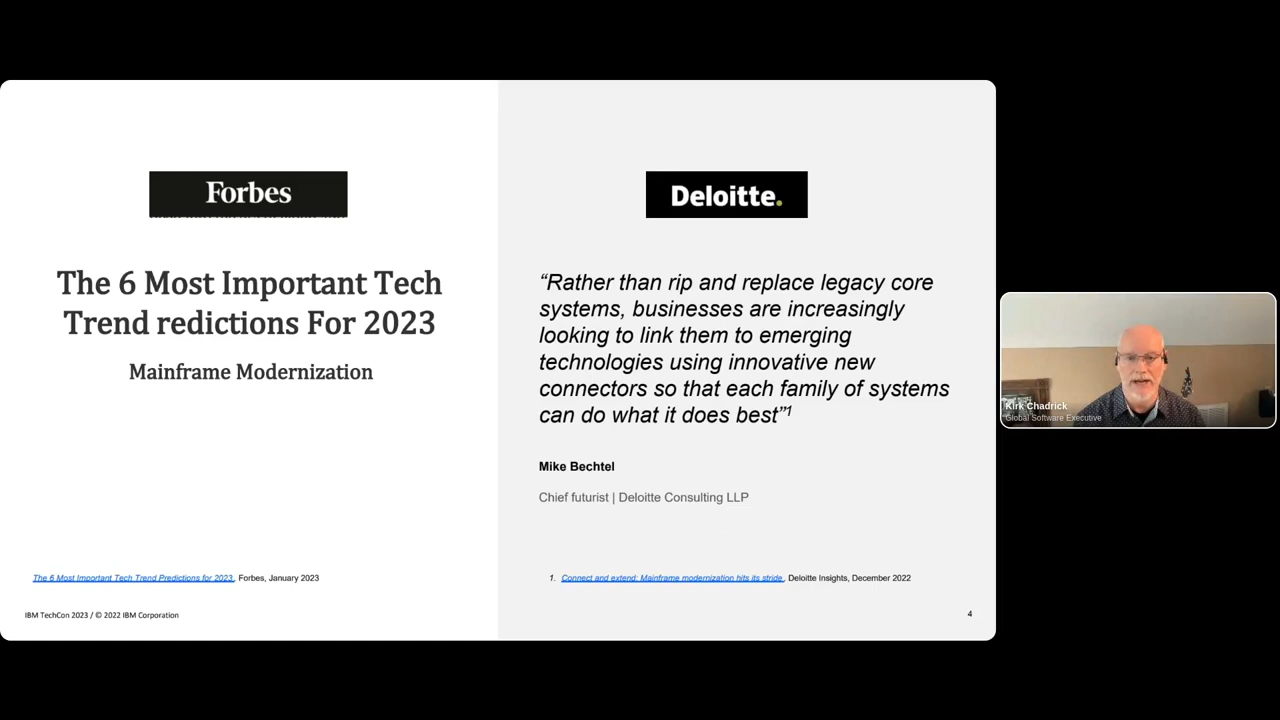 Forbes
The 6 Most Important Tech
Trend redictions For 2023
Mainframe Modernization
The 6 Most Important Tech Trend Predictions for 2023, Forbes, January 2023
IBM TechCon 2023 / © 2022 IBM Corporation
Deloitte.
“Rather than rip and replace legacy core
systems, businesses are increasingly
looking to link them to emerging
technologies using innovative new
connectors so that each family of systems
can do what it does best”1
Mike Bechtel
Chief futurist | Deloitte Consulting LLP
1. Connect and extend: Mainframe modernization hits its stride, Deloitte Insights, December 2022
4
Kirk Chadrick
Global Software Executive